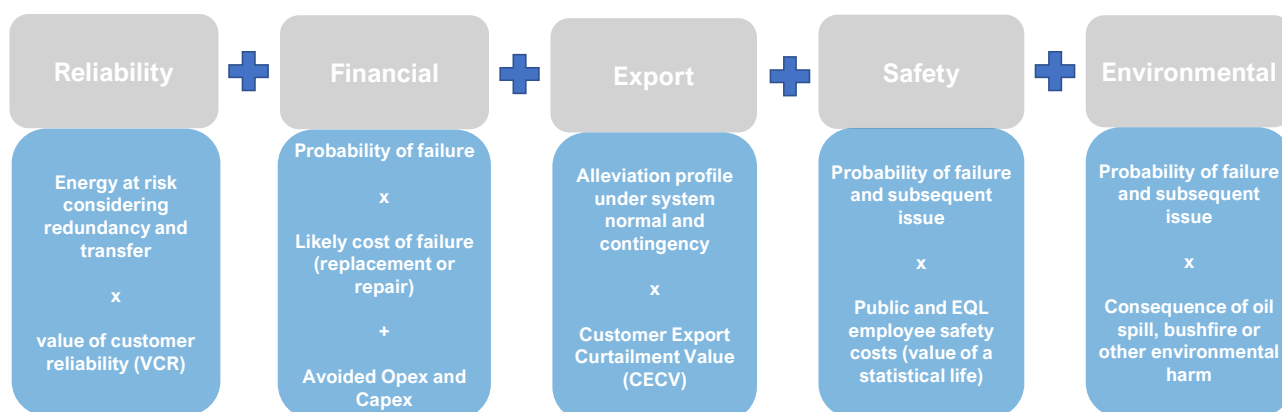 Reliability
Financial
Export
Safety
Environmental
Energy at risk
considering
redundancy and
transfer
x
value of customer
reliability (VCR)
Probability of failure
x
Likely cost of failure
(replacement or
repair)
+
Avoided Opex and
Capex
Alleviation profile
under system
normal and
contingency
x
Customer Export
Curtailment Value
(CECV)
Probability of failure
and subsequent
issue
x
Public and EQL
employee safety
costs (value of a
statistical life)
Probability of failure
and subsequent
issue
x
Consequence of oil
spill, bushfire or
other environmental
harm